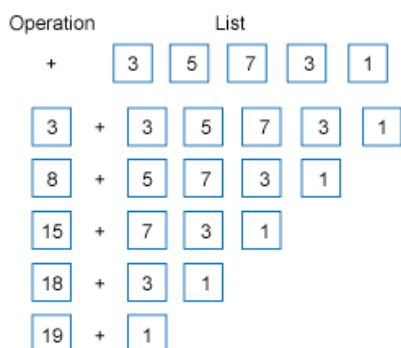 Operation List
+ 3 5 7 3 1
3 + 3 5 7 3 1
8 + 5 7 3 1
15 + 7 3 1
18 + 3 1
19 + 1